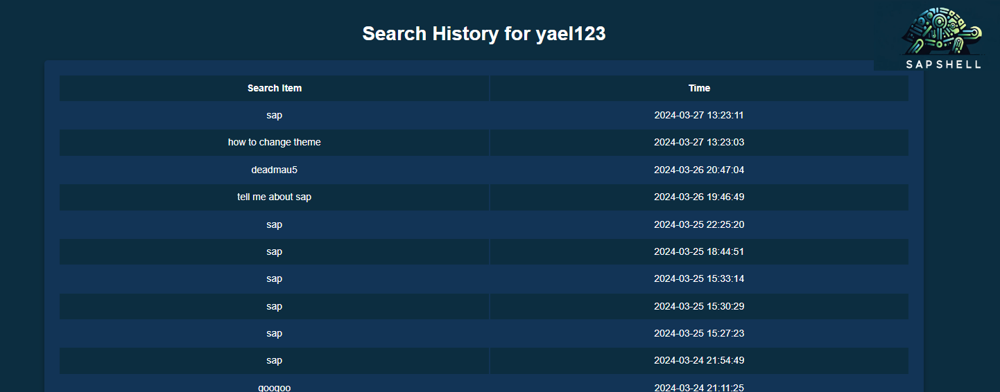 Search History for yael123
SAPSHELL
Search Item Time
sap 2024-03-27 13:23:11
how to change theme 2024-03-27 13:23:03
deadmau5 2024-03-26 20:47:04
tell me about sap 2024-03-26 19:46:49
sap 2024-03-25 22:25:20
sap 2024-03-25 18:44:51
sap 2024-03-25 15:33:14
sap 2024-03-25 15:30:29
sap 2024-03-25 15:27:23
sap 2024-03-24 21:54:49
googoo 2024-03-24 21:11:25